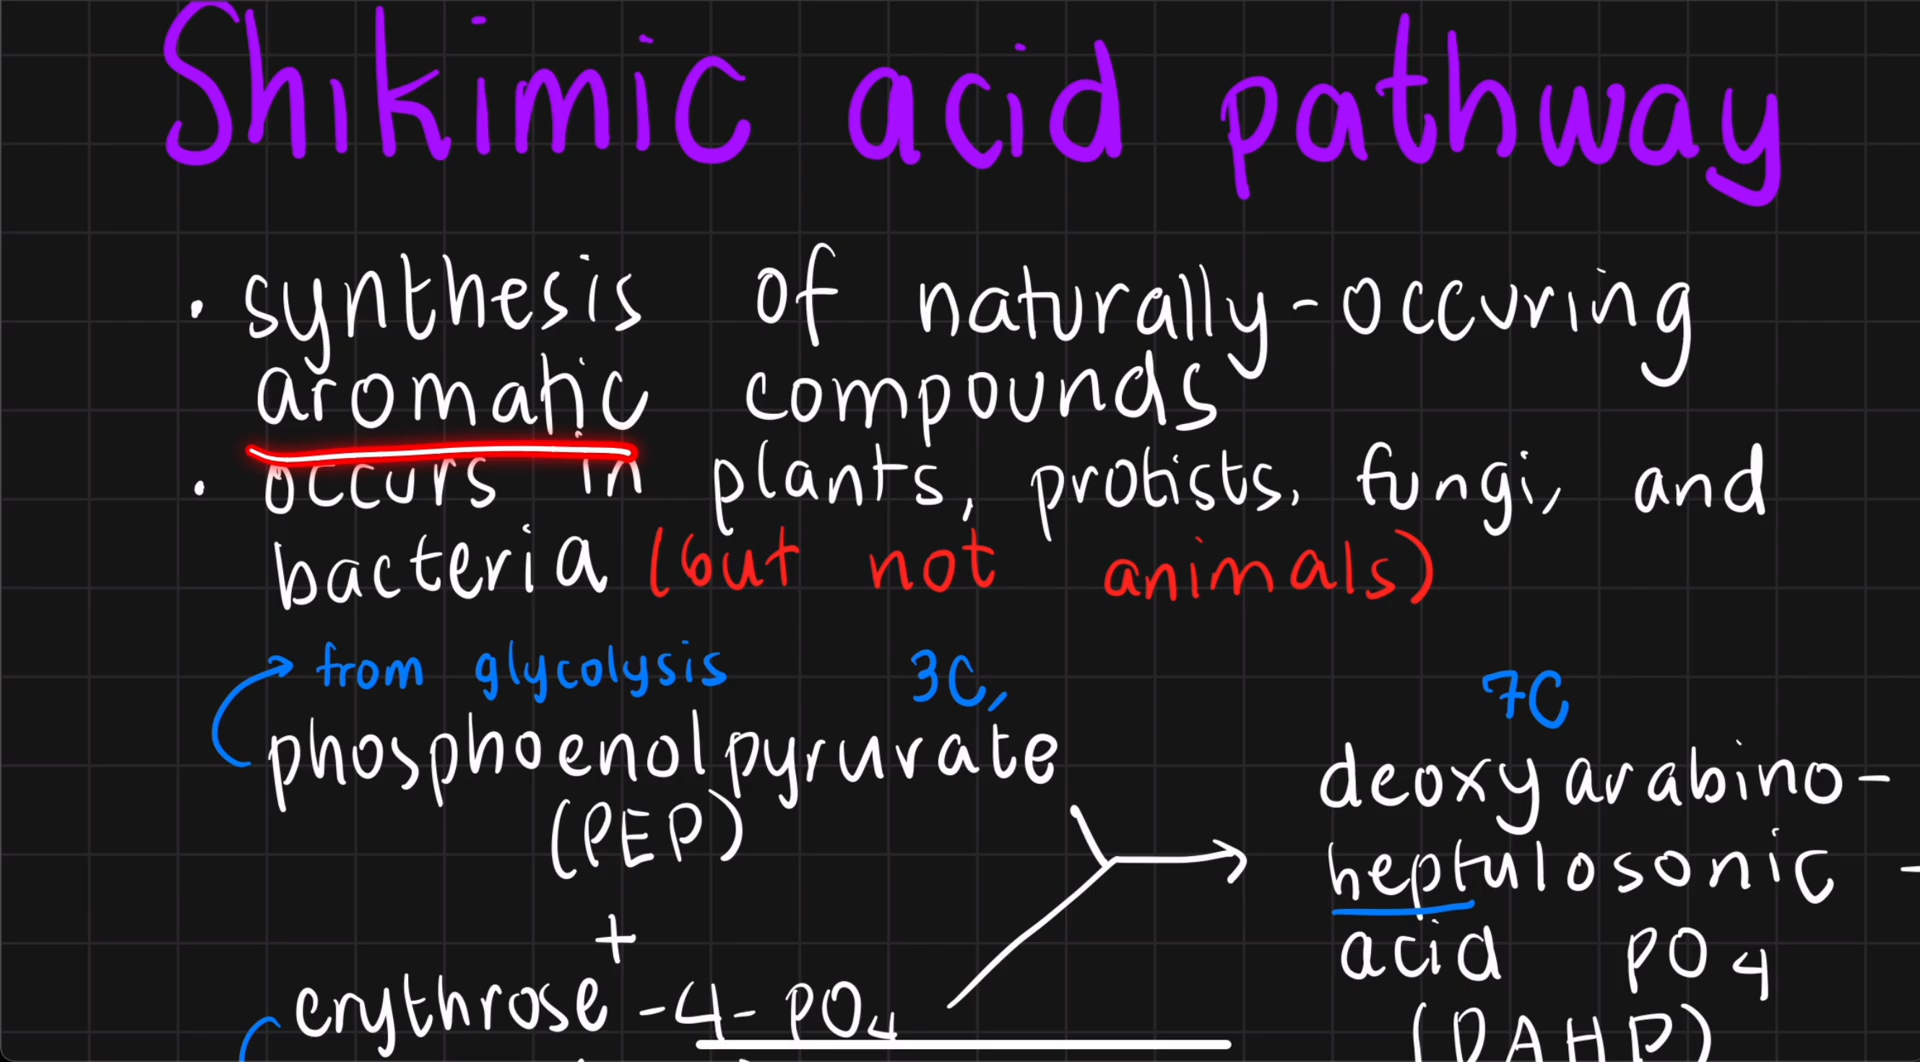 Shikimic acid pathway
• synthesis of naturally-occuring
aromatic compounds
• occurs in plants, protists, fungi, and
bacteria (but not animals)
from glycolysis 3C,
phosphoenolpyruvate
(PEP)
+
erythrose-4-PO4
7C
deoxyarabino-
heptulosonic -
acid PO4
(DAHP)